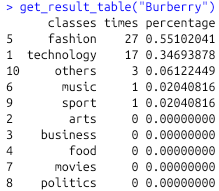 > get_result_table("Burberry")
classes times percentage
5 fashion 27 0.55102041
1 technology 17 0.34693878
10 others 3 0.06122449
6 music 1 0.02040816
9 sport 1 0.02040816
2 arts 0 0.00000000
3 business 0 0.00000000
4 food 0 0.00000000
7 movies 0 0.00000000
8 politics 0 0.00000000